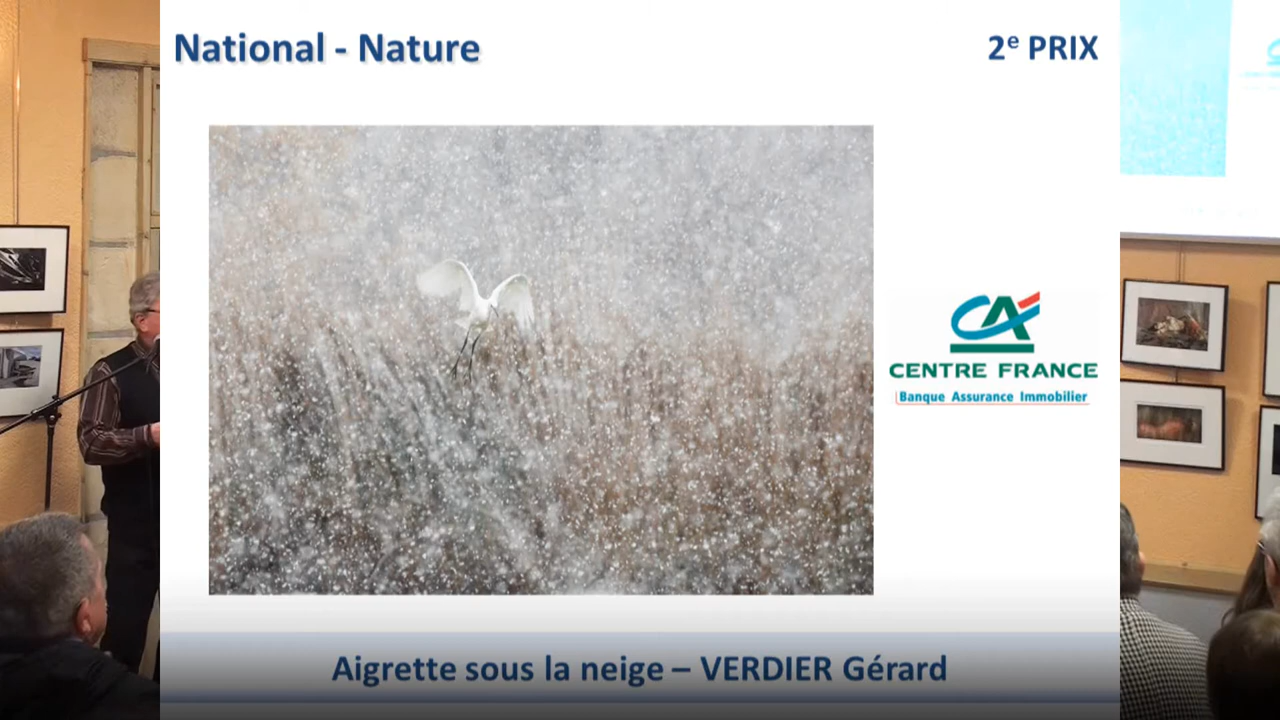 National - Nature
2e PRIX
CA
CENTRE FRANCE
Banque Assurance Immobilier
Aigrette sous la neige – VERDIER Gérard